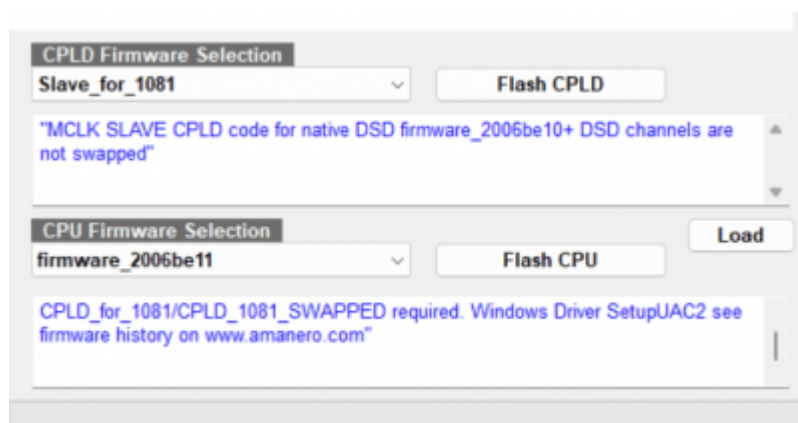 CPLD Firmware Selection
Slave_for_1081
Flash CPLD
"MCLK SLAVE CPLD code for native DSD firmware_2006be10+ DSD channels are
not swapped"
CPU Firmware Selection
Load
firmware_2006be11
Flash CPU
CPLD_for_1081/CPLD_1081_SWAPPED required. Windows Driver SetupUAC2 see
firmware history on www.amanero.com"